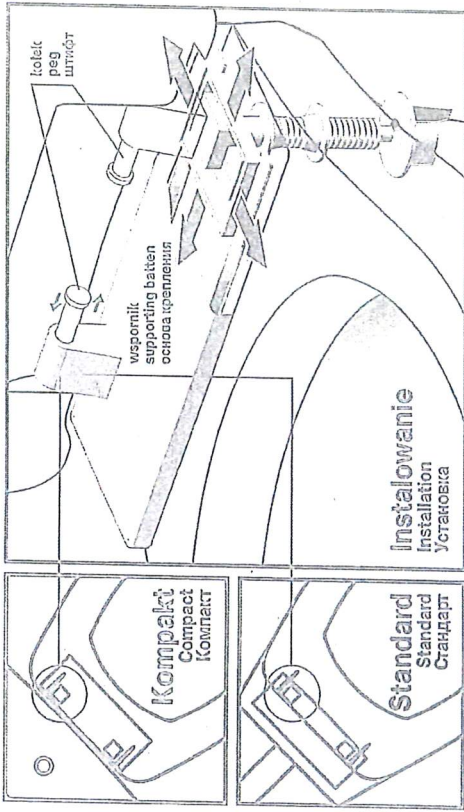 Kompakt
Compact
Компакт
Standard
Standard
Стандарт
Instalowanie
Installation
Установка
wspornik
supporting batten
основа крепления
kołek
peg
штифт